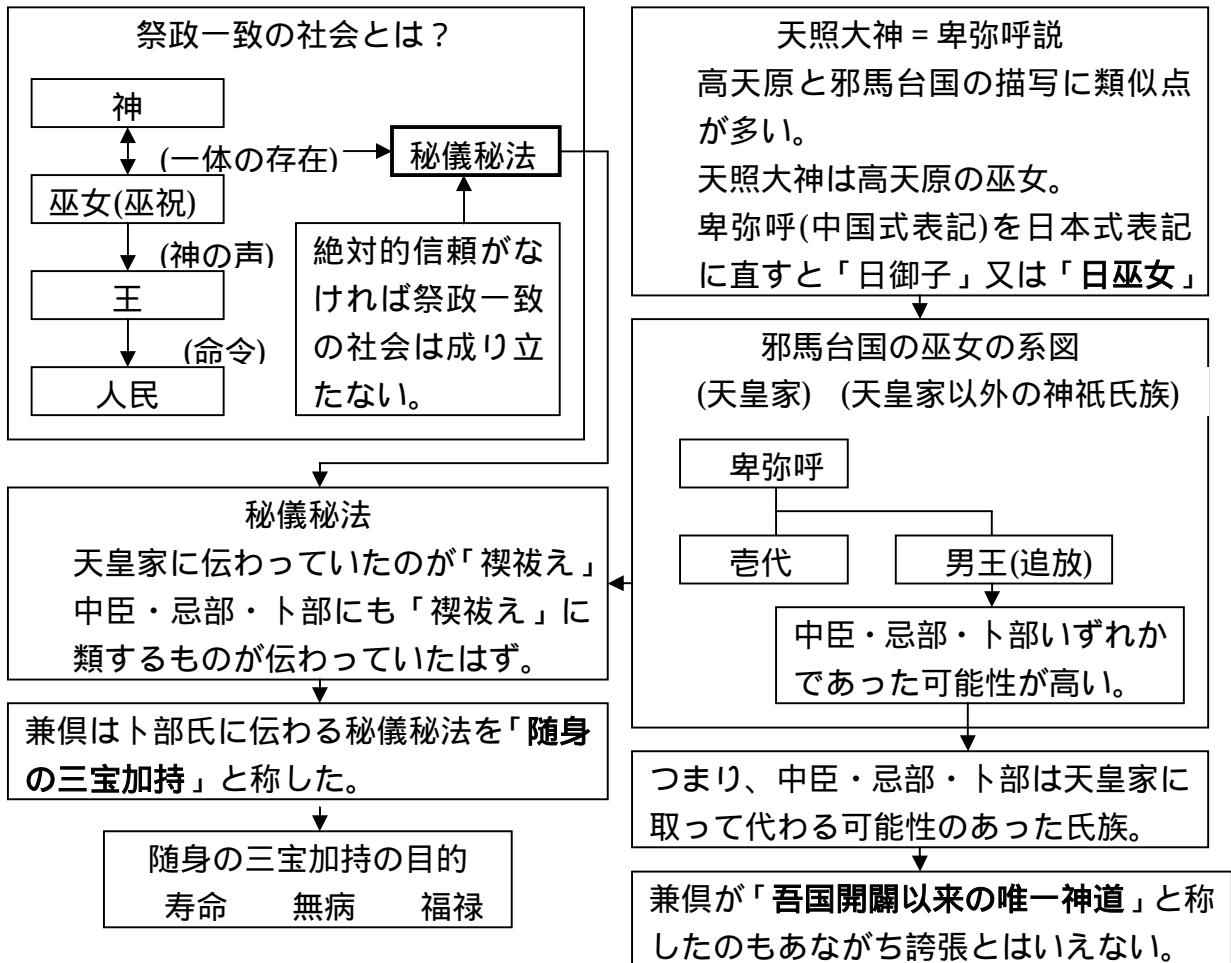 祭政一致の社会とは？
神
(一体の存在)
秘儀秘法
巫女(巫祝)
(神の声)
王
(命令)
人民
絶対的信頼がな
ければ祭政一致
の社会は成り立
たない。
天照大神 = 卑弥呼説
高天原と邪馬台国の描写に類似点
が多い。
天照大神は高天原の巫女。
卑弥呼(中国式表記)を日本式表記
に直すと「日御子」又は「日巫女」
邪馬台国の巫女の系図
(天皇家) (天皇家以外の神祇氏族)
卑弥呼
壱代
男王(追放)
中臣・忌部・卜部いずれか
であった可能性が高い。
秘儀秘法
天皇家に伝わっていたのが「禊祓え」
中臣・忌部・卜部にも「禊祓え」に
類するものが伝わっていたはず。
兼倶は卜部氏に伝わる秘儀秘法を「随身
の三宝加持」と称した。
随身の三宝加持の目的
寿命 無病 福禄
つまり、中臣・忌部・卜部は天皇家に
取って代わる可能性のあった氏族。
兼倶が「吾国開闢以来の唯一神道」と称
したのもあながち誇張とはいえない。